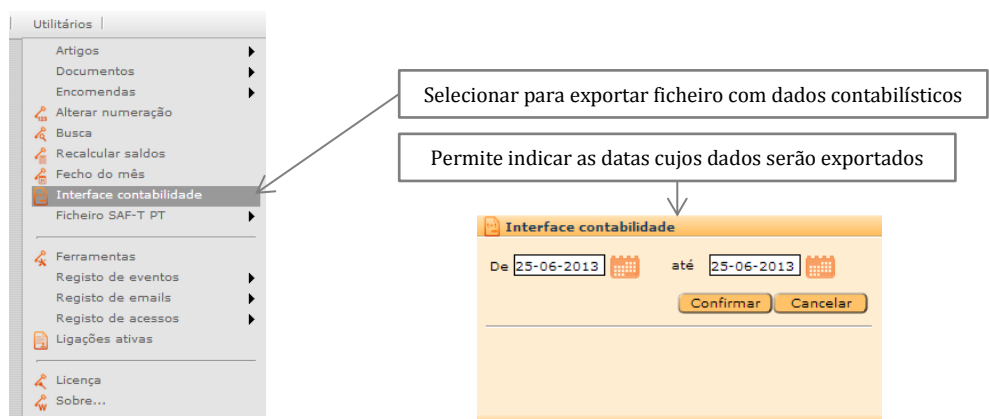 Utilitários
Artigos
Documentos
Encomendas
Alterar numeração
Busca
Recalcular saldos
Fecho do mês
Interface contabilidade
Ficheiro SAF-T PT
Ferramentas
Registo de eventos
Registo de emails
Registo de acessos
Ligações ativas
Licença
Sobre...
Selecionar para exportar ficheiro com dados contabilísticos
Permite indicar as datas cujos dados serão exportados
Interface contabilidade
De 25-06-2013 até 25-06-2013
Confirmar Cancelar